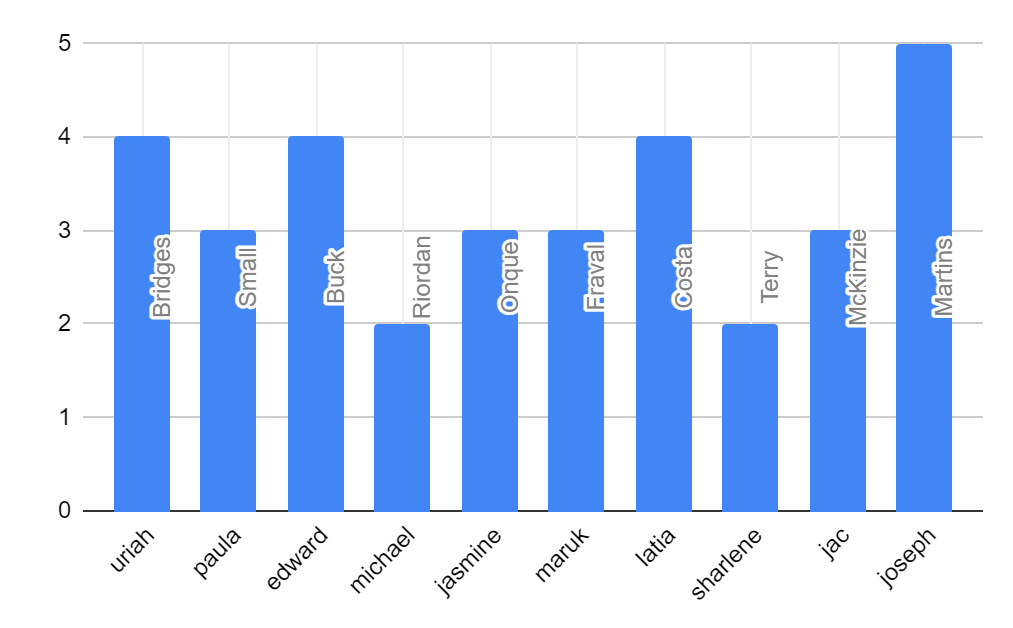 5
4
3
2
1
0
Bridges
Small
Buck
Riordan
Onque
Fraval
Costa
Terry
McKinzie
Martins
uriah
paula
edward
michael
jasmine
maruk
latia
sharlene
jac
joseph